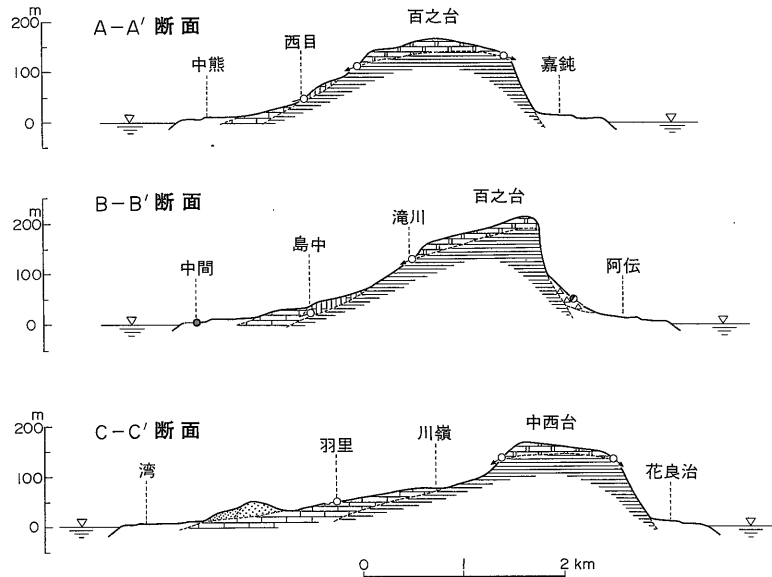 m
200
100
0
A-A′断面
中熊
西目
百之台
嘉鈍
m
200
100
0
B-B′断面
中間
島中
滝川
百之台
阿伝
m
200
100
0
C-C′断面
湾
羽里
川嶺
中西台
花良治
0 1 2 km